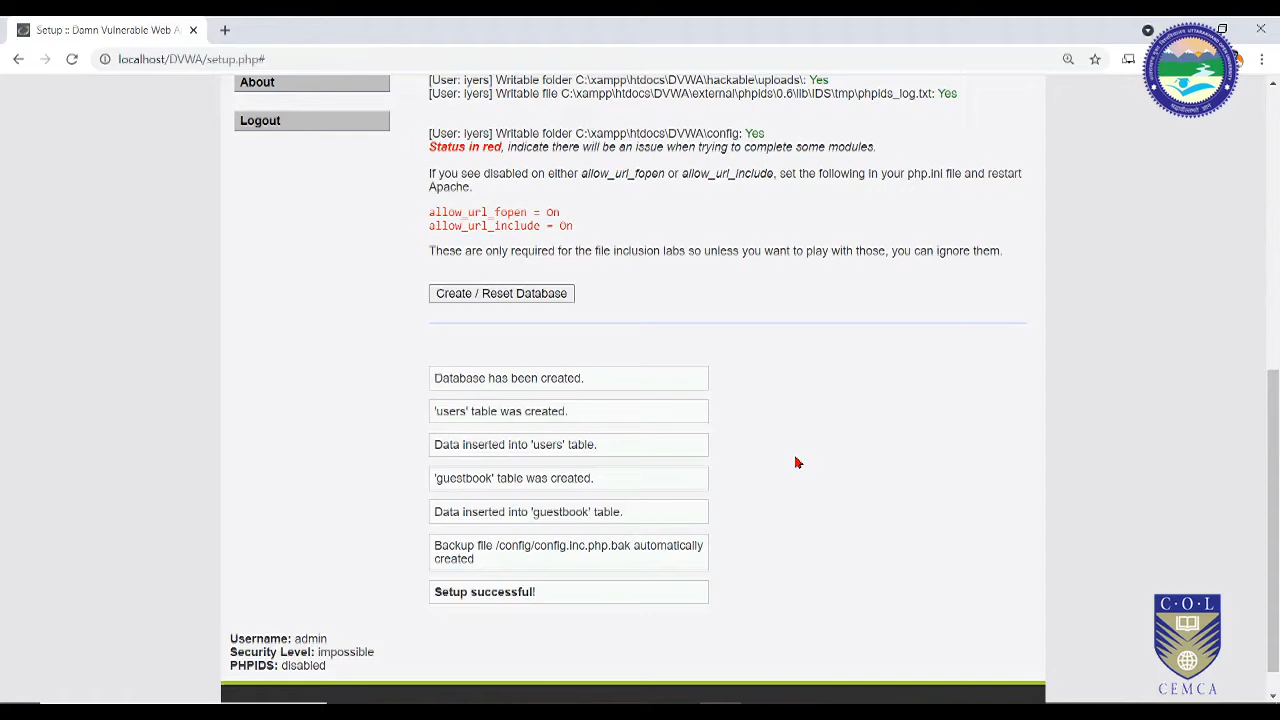 Setup :: Damn Vulnerable Web A
localhost/DVWA/setup.php#
About
Logout
[User: iyers] Writable folder C:\xampp\htdocs\DVWA\hackable\uploads\: Yes
[User: iyers] Writable file C:\xampp\htdocs\DVWA\external\phpids\0.6\lib\IDS\tmp\phpids_log.txt: Yes
[User: iyers] Writable folder C:\xampp\htdocs\DVWA\config: Yes
Status in red, indicate there will be an issue when trying to complete some modules.
If you see disabled on either allow_url_fopen or allow_url_include, set the following in your php.ini file and restart
Apache.
allow_url_fopen = On
allow_url_include = On
These are only required for the file inclusion labs so unless you want to play with those, you can ignore them.
Create / Reset Database
Database has been created.
'users' table was created.
Data inserted into 'users' table.
'guestbook' table was created.
Data inserted into 'guestbook' table.
Backup file /config/config.inc.php.bak automatically
created
Setup successful!
Username: admin
Security Level: impossible
PHPIDS: disabled
C·O·L
CEMCA